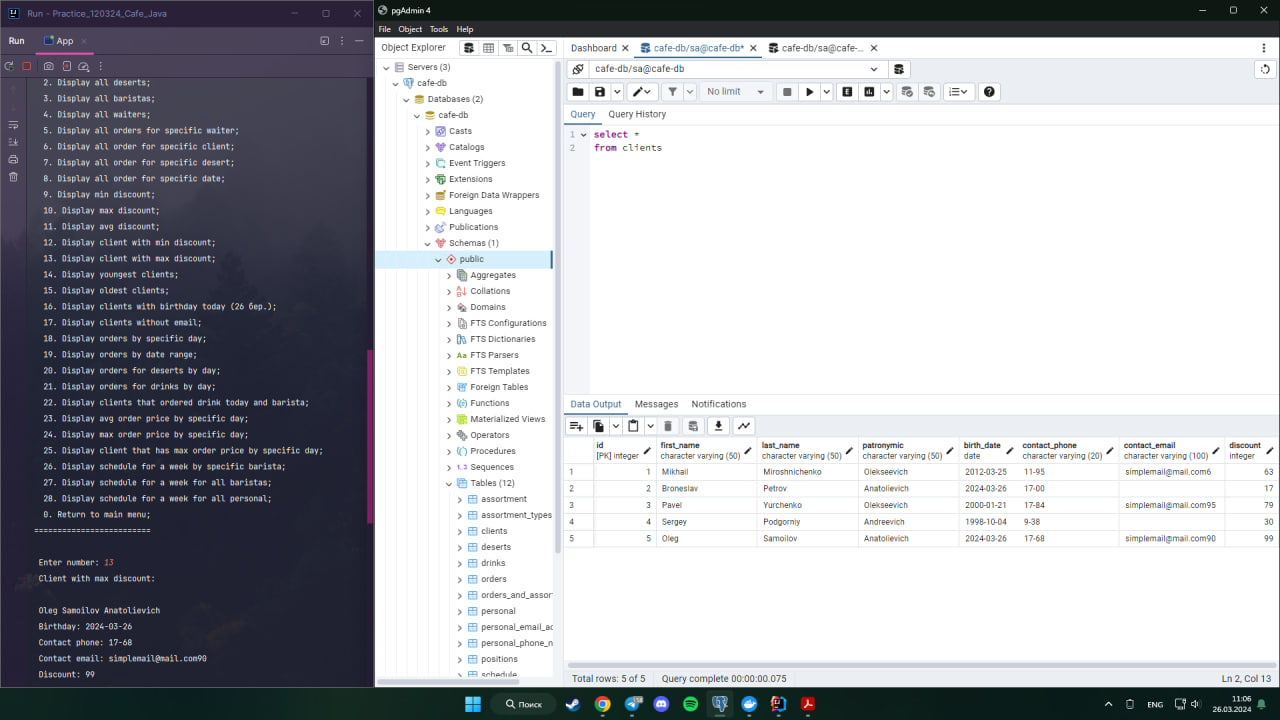 Run - Practice_120324_Cafe_Java
Run
App
2. Display all deserts;
3. Display all baristas;
4. Display all waiters;
5. Display all orders for specific waiter;
6. Display all order for specific client;
7. Display all order for specific desert;
8. Display all order for specific date;
9. Display min discount;
10. Display max discount;
11. Display avg discount;
12. Display client with min discount;
13. Display client with max discount;
14. Display youngest clients;
15. Display oldest clients;
16. Display clients with birthday today (26 бер.);
17. Display clients without email;
18. Display orders by specific day;
19. Display orders by date range;
20. Display orders for deserts by day;
21. Display orders for drinks by day;
22. Display clients that ordered drink today and barista;
23. Display avg order price by specific day;
24. Display max order price by specific day;
25. Display client that has max order price by specific day;
26. Display schedule for a week by specific barista;
27. Display schedule for a week for all baristas;
28. Display schedule for a week for all personal;
0. Return to main menu;
=========================
Enter number: 13
Client with max discount:
Oleg Samoilov Anatolievich
Birthday: 2024-03-26
Contact phone: 17-68
Contact email: simplemail@mail.com90
Discount: 99
pgAdmin 4
File Object Tools Help
Object Explorer
Servers (3)
cafe-db
Databases (2)
cafe-db
Casts
Catalogs
Event Triggers
Extensions
Foreign Data Wrappers
Languages
Publications
Schemas (1)
public
Aggregates
Collations
Domains
FTS Configurations
FTS Dictionaries
FTS Parsers
FTS Templates
Foreign Tables
Functions
Materialized Views
Operators
Procedures
Sequences
Tables (12)
assortment
assortment_types
clients
deserts
drinks
orders
orders_and_assor
personal
personal_email_ac
personal_phone_n
positions
schedule
Dashboard cafe-db/sa@cafe-db* cafe-db/sa@cafe-...
cafe-db/sa@cafe-db
No limit
Query Query History
1 select *
2 from clients
Data Output Messages Notifications
id first_name last_name patronymic birth_date contact_phone contact_email discount
[PK] integer character varying (50) character varying (50) character varying (50) date character varying (20) character varying (100) integer
1 1 Mikhail Miroshnichenko Olekseevich 2012-03-25 11-95 simplemail@mail.com6 63
2 2 Broneslav Petrov Anatolievich 2024-03-26 17-00 17
3 3 Pavel Yurchenko Olekseevich 2000-01-21 17-84 simplemail@mail.com95 79
4 4 Sergey Podgorniy Andreevich 1998-10-04 9-38 30
5 5 Oleg Samoilov Anatolievich 2024-03-26 17-68 simplemail@mail.com90 99
Total rows: 5 of 5 Query complete 00:00:00.075 Ln 2, Col 13
Поиск
ENG
11:06
26.03.2024